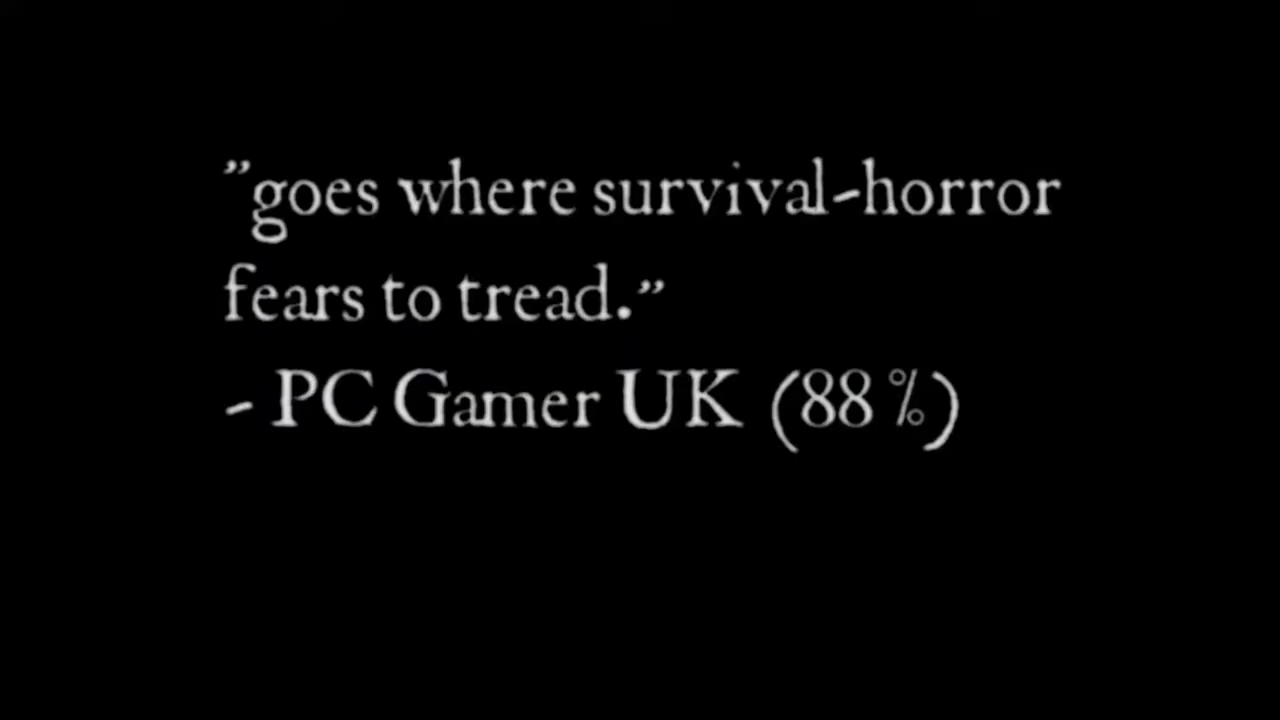 ”goes where survival-horror
fears to tread.”
- PC Gamer UK (88%)